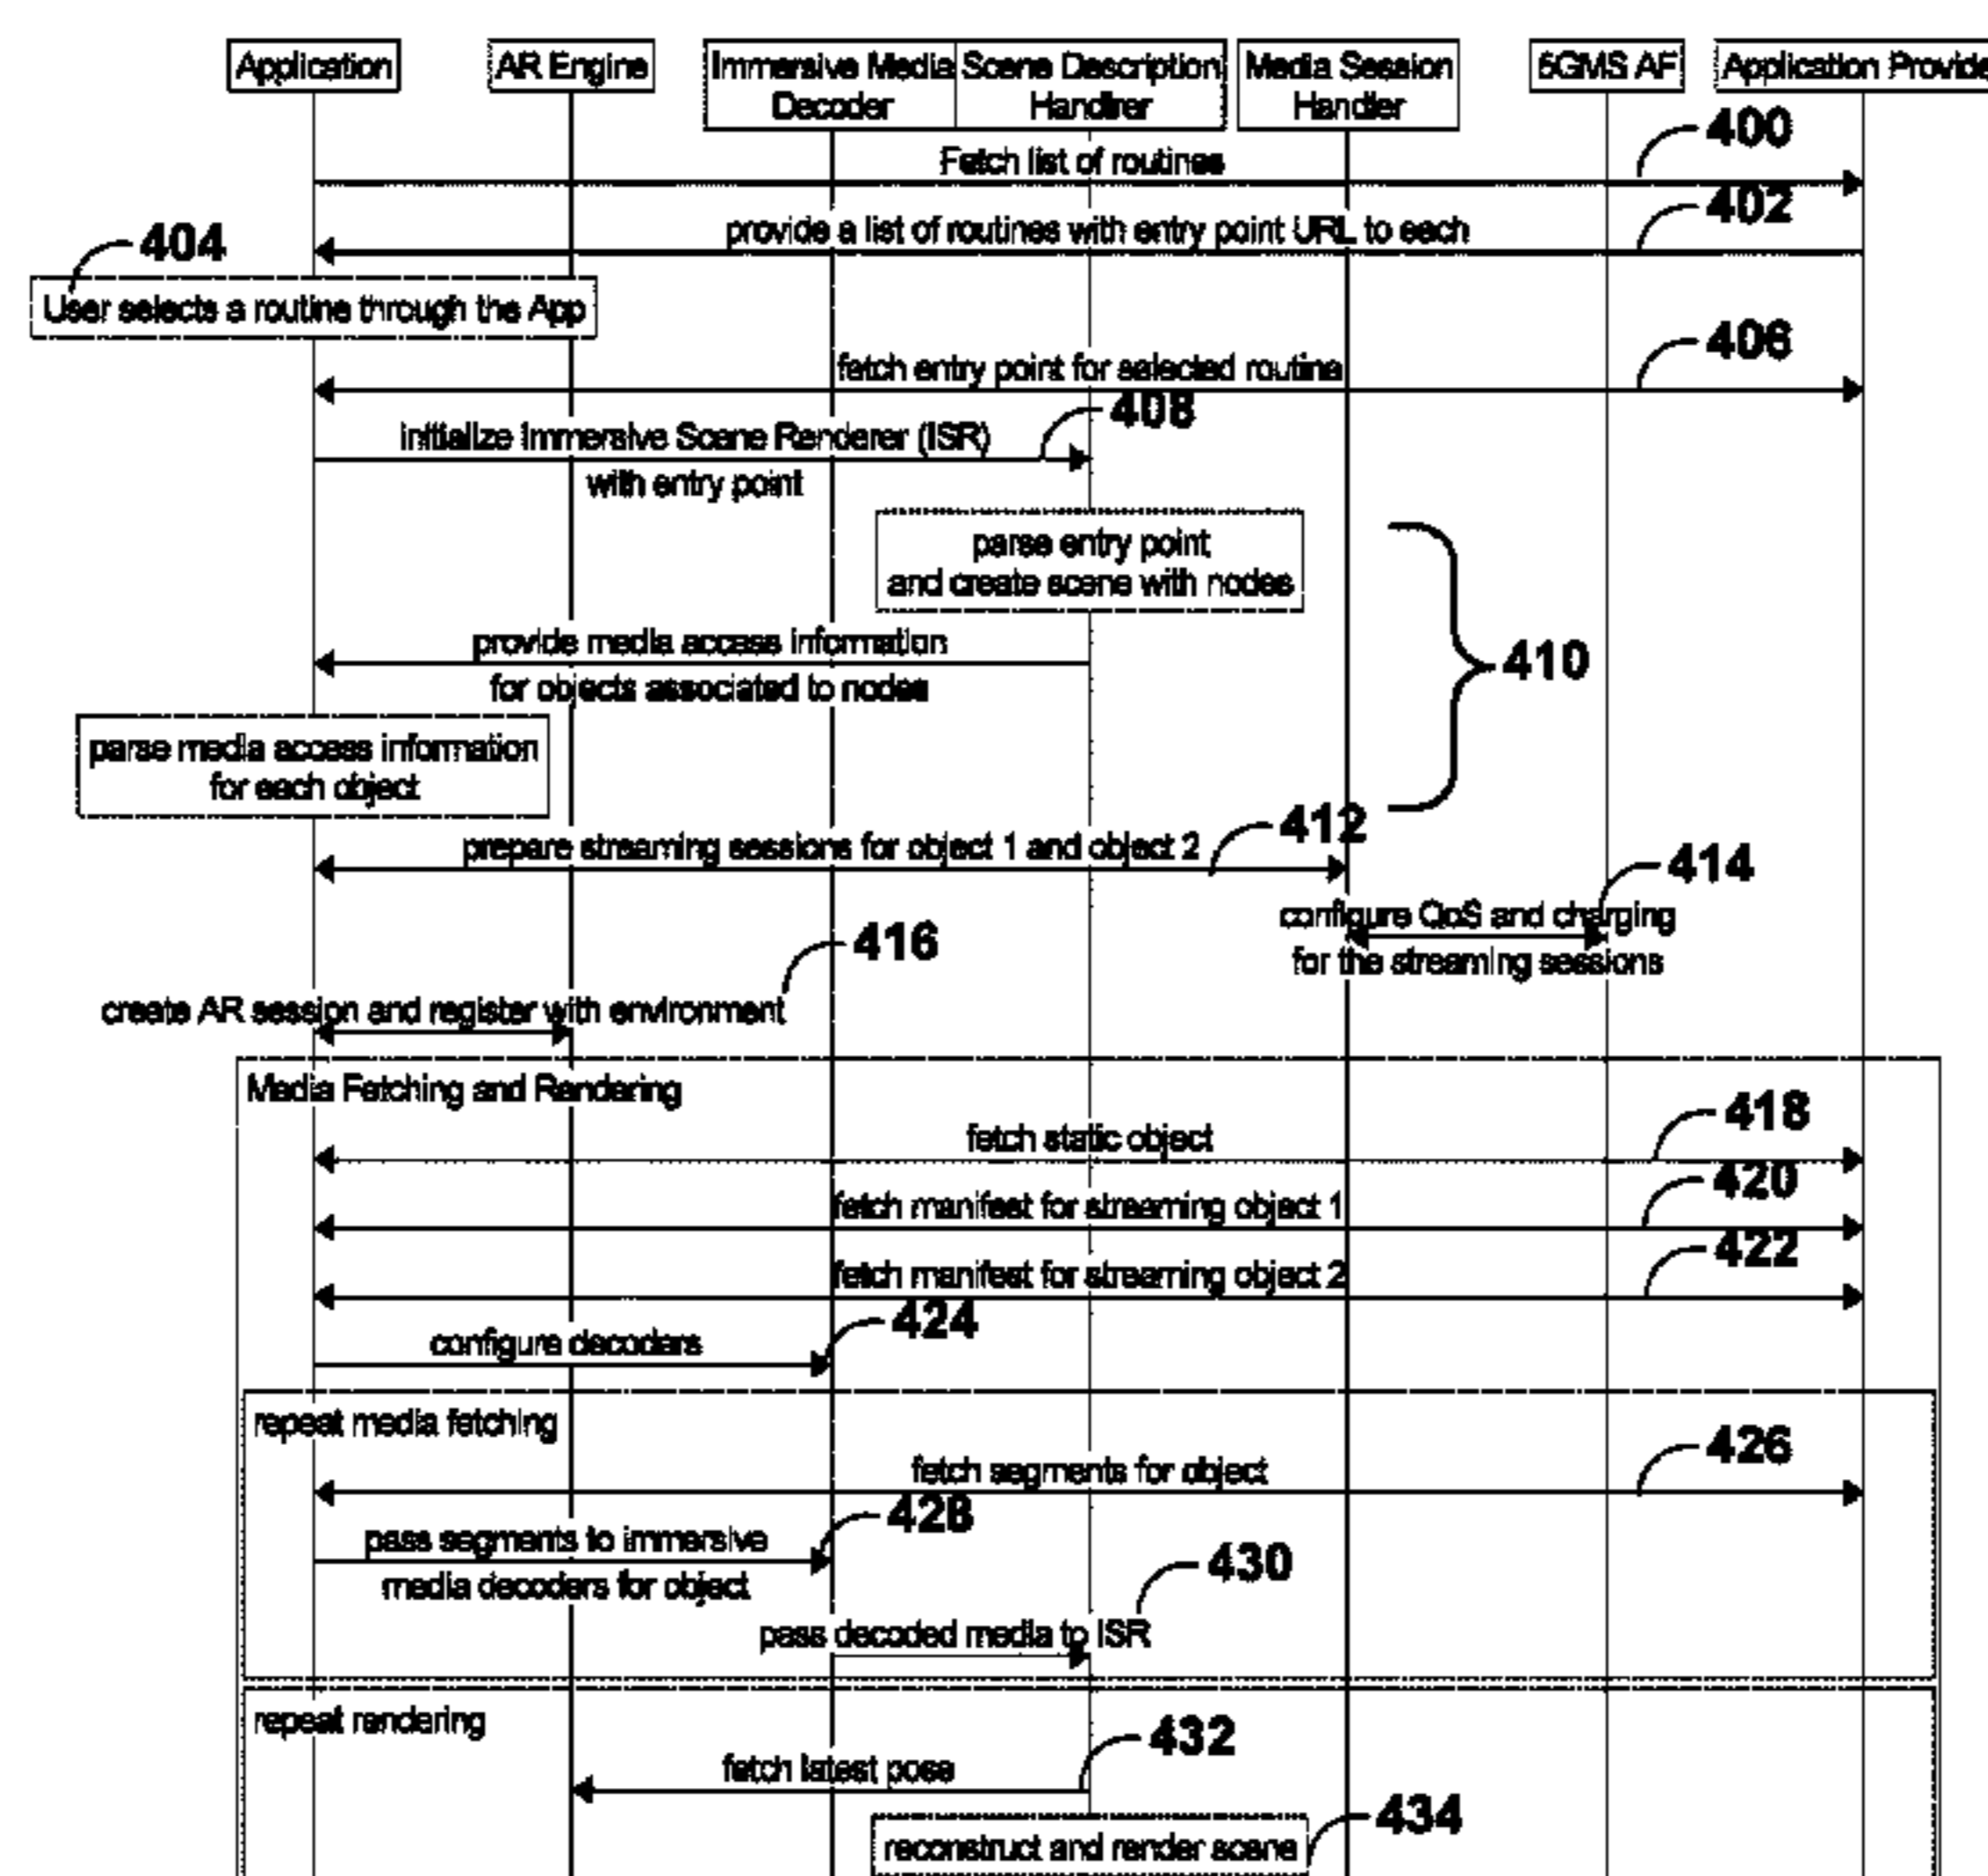 Application
AR Engine
Immersive Media
Decoder
Scene Description
Handlrer
Media Session
Handler
5GMS AF
Application Provide
400
Fetch list of routines
402
provide a list of routines with entry point URL to each
404
User selects a routine through the App
406
fetch entry point for selected routine
408
initialize Immersive Scene Renderer (ISR)
with entry point
parse entry point
and create scene with nodes
provide media access information
for objects associated to nodes
410
parse media access information
for each object
412
prepare streaming sessions for object 1 and object 2
414
configure QoS and charging
for the streaming sessions
416
create AR session and register with environment
Media Fetching and Rendering
418
fetch static object
420
fetch manifest for streaming object 1
422
fetch manifest for streaming object 2
424
configure decoders
repeat media fetching
426
fetch segments for object
428
pass segments to immersive
media decoders for object
430
pass decoded media to ISR
repeat rendering
432
fetch latest pose
434
reconstruct and render scene